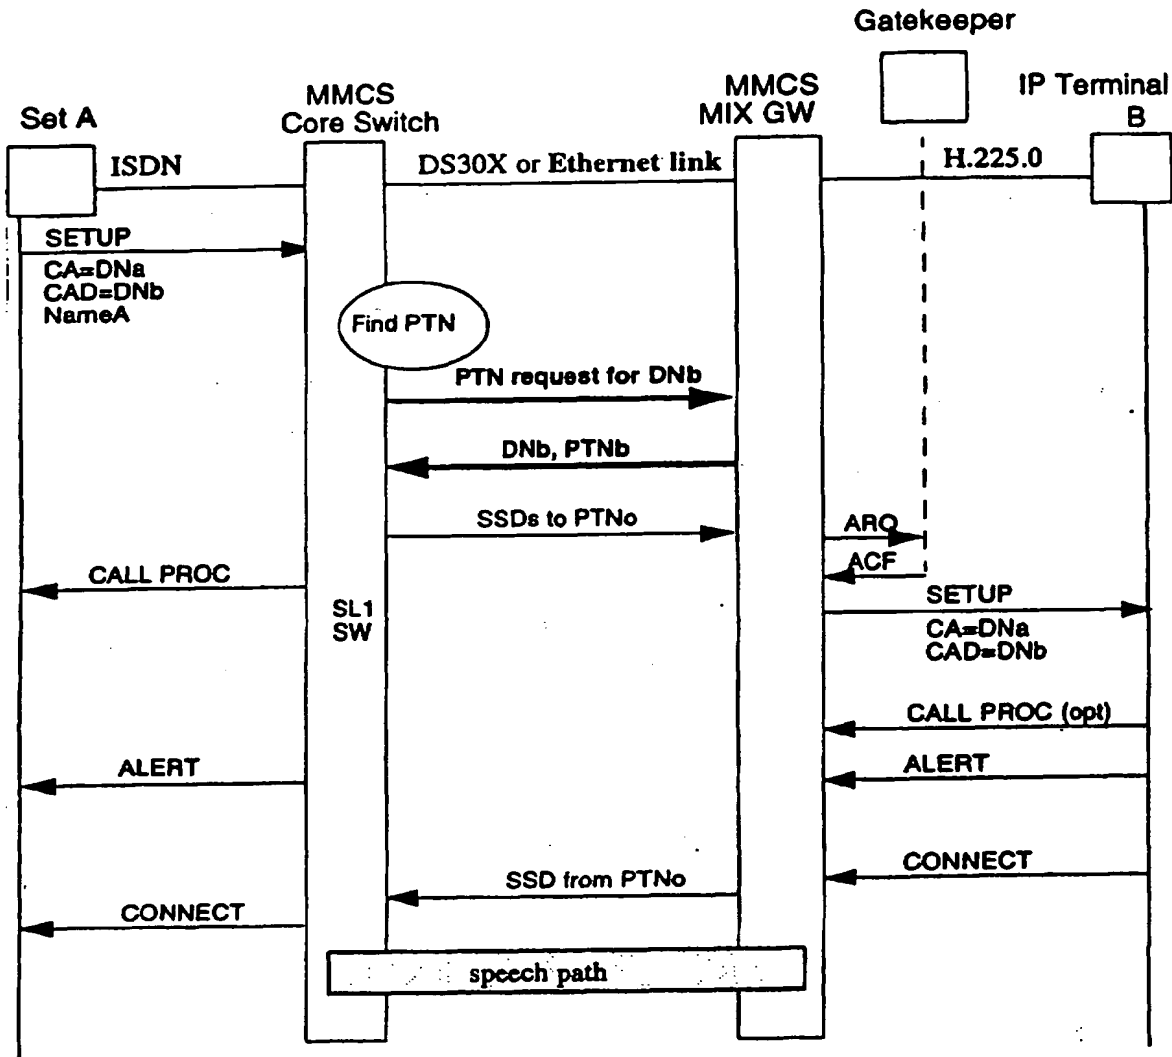 Gatekeeper
MMCS
MIX GW
IP Terminal
B
MMCS
Core Switch
Set A
ISDN
DS30X or Ethernet link
H.225.0
SETUP
CA=DNa
CAD=DNb
NameA
Find PTN
PTN request for DNb
DNb, PTNb
SSDs to PTNo
ARQ
ACF
CALL PROC
SL1
SW
SETUP
CA=DNa
CAD=DNb
CALL PROC (opt)
ALERT
ALERT
CONNECT
SSD from PTNo
CONNECT
speech path